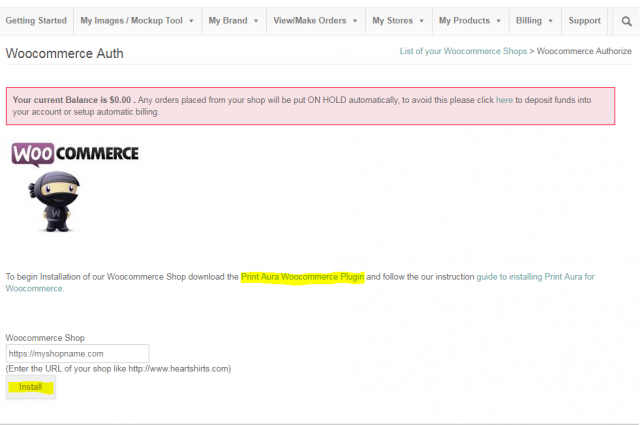 Getting Started My Images / Mockup Tool My Brand View/Make Orders My Stores My Products Billing Support
Woocommerce Auth
List of your Woocommerce Shops > Woocommerce Authorize
Your current Balance is $0.00 . Any orders placed from your shop will be put ON HOLD automatically, to avoid this please click here to deposit funds into
your account or setup automatic billing.
WOO COMMERCE
W
To begin Installation of our Woocommerce Shop download the Print Aura Woocommerce Plugin and follow the our instruction guide to installing Print Aura for
Woocommerce.
Woocommerce Shop
https://myshopname.com
(Enter the URL of your shop like http://www.heartshirts.com)
Install